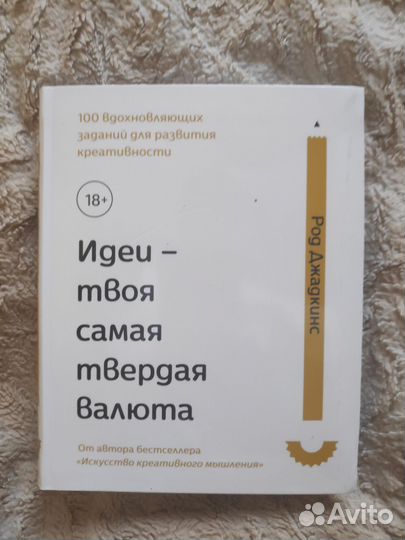 100 вдохновляющих
заданий для развития
креативности
18+
Род Джадкинс
Идеи –
твоя
самая
твердая
валюта
От автора бестселлера
«Искусство креативного мышления»
Avito